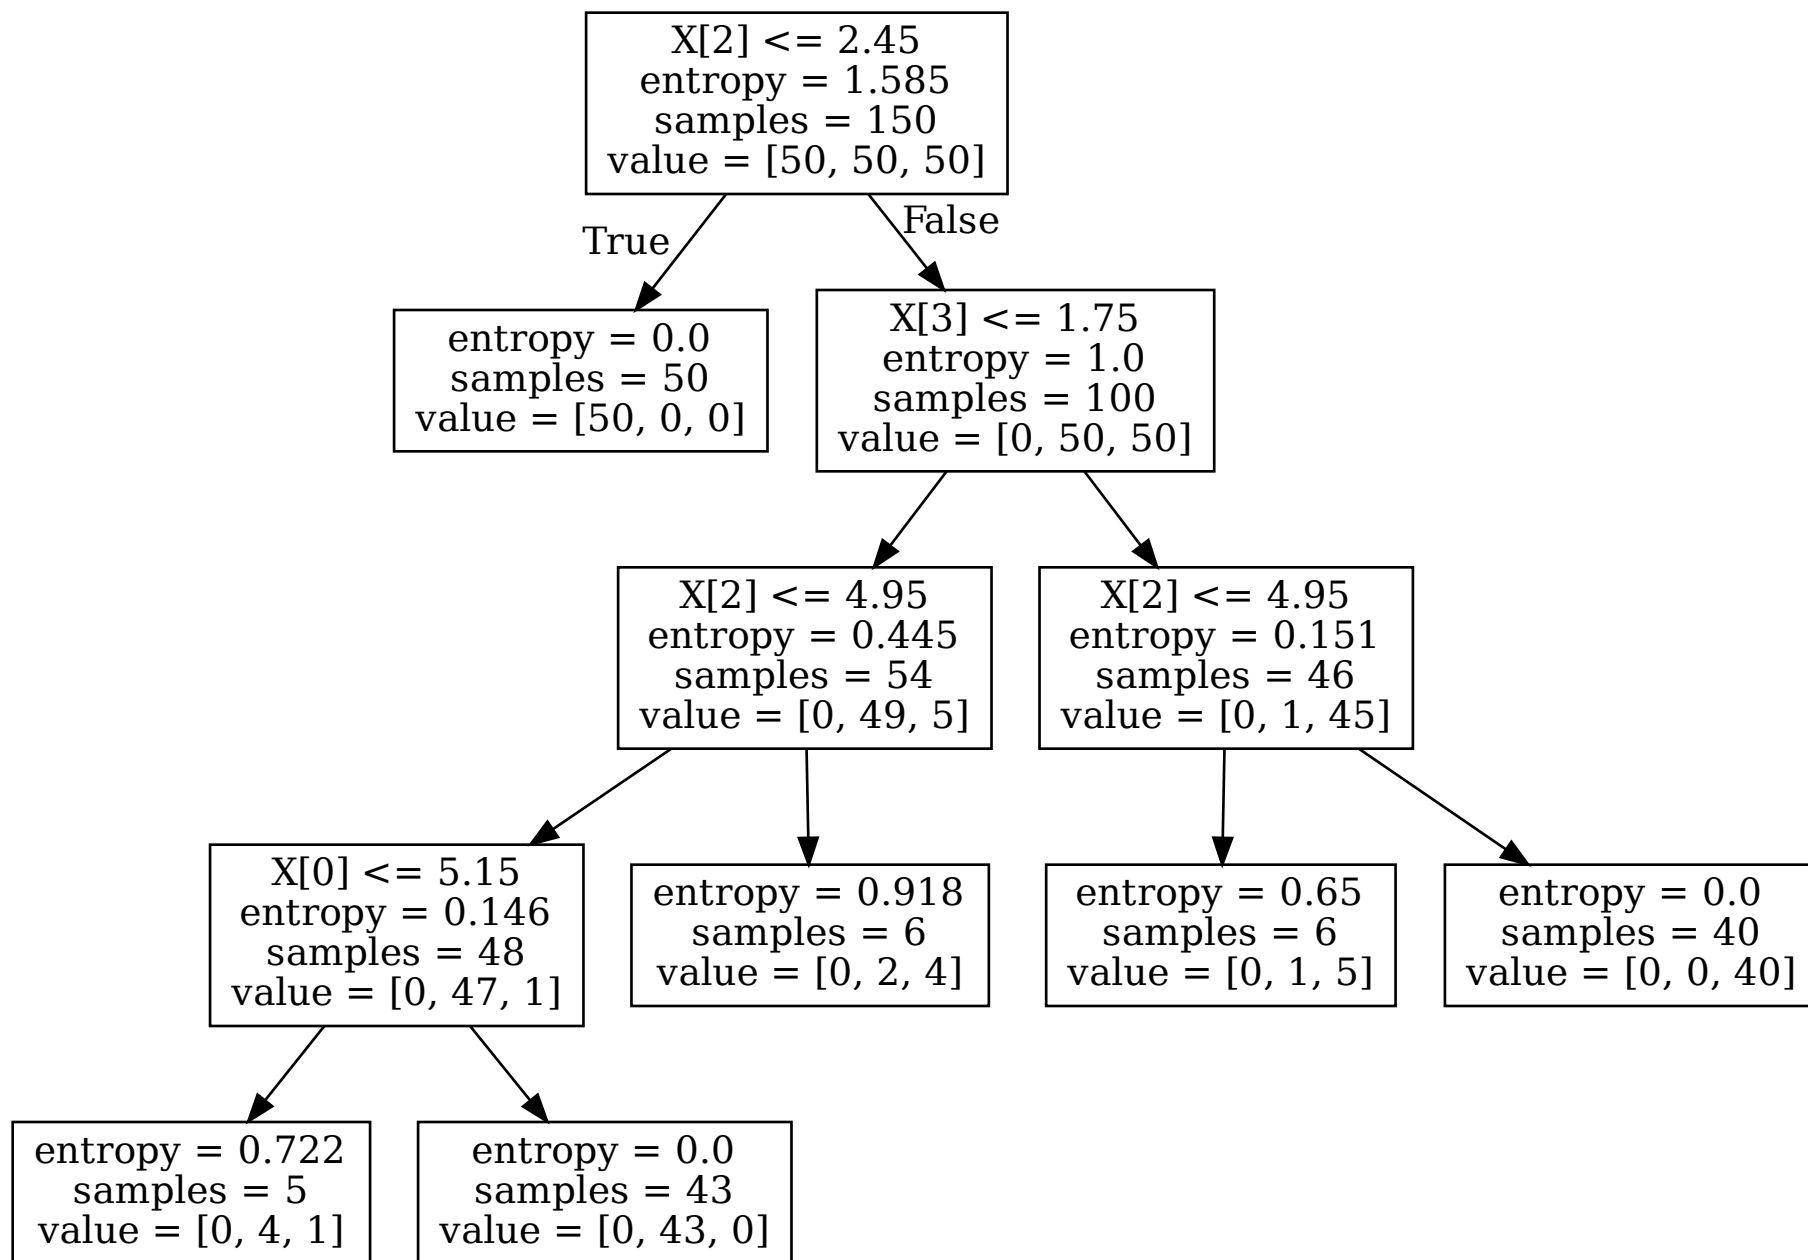 X[2] <= 2.45
entropy = 1.585
samples = 150
value = [50, 50, 50]
True
False
entropy = 0.0
samples = 50
value = [50, 0, 0]
X[3] <= 1.75
entropy = 1.0
samples = 100
value = [0, 50, 50]
X[2] <= 4.95
entropy = 0.445
samples = 54
value = [0, 49, 5]
X[2] <= 4.95
entropy = 0.151
samples = 46
value = [0, 1, 45]
X[0] <= 5.15
entropy = 0.146
samples = 48
value = [0, 47, 1]
entropy = 0.918
samples = 6
value = [0, 2, 4]
entropy = 0.65
samples = 6
value = [0, 1, 5]
entropy = 0.0
samples = 40
value = [0, 0, 40]
entropy = 0.722
samples = 5
value = [0, 4, 1]
entropy = 0.0
samples = 43
value = [0, 43, 0]